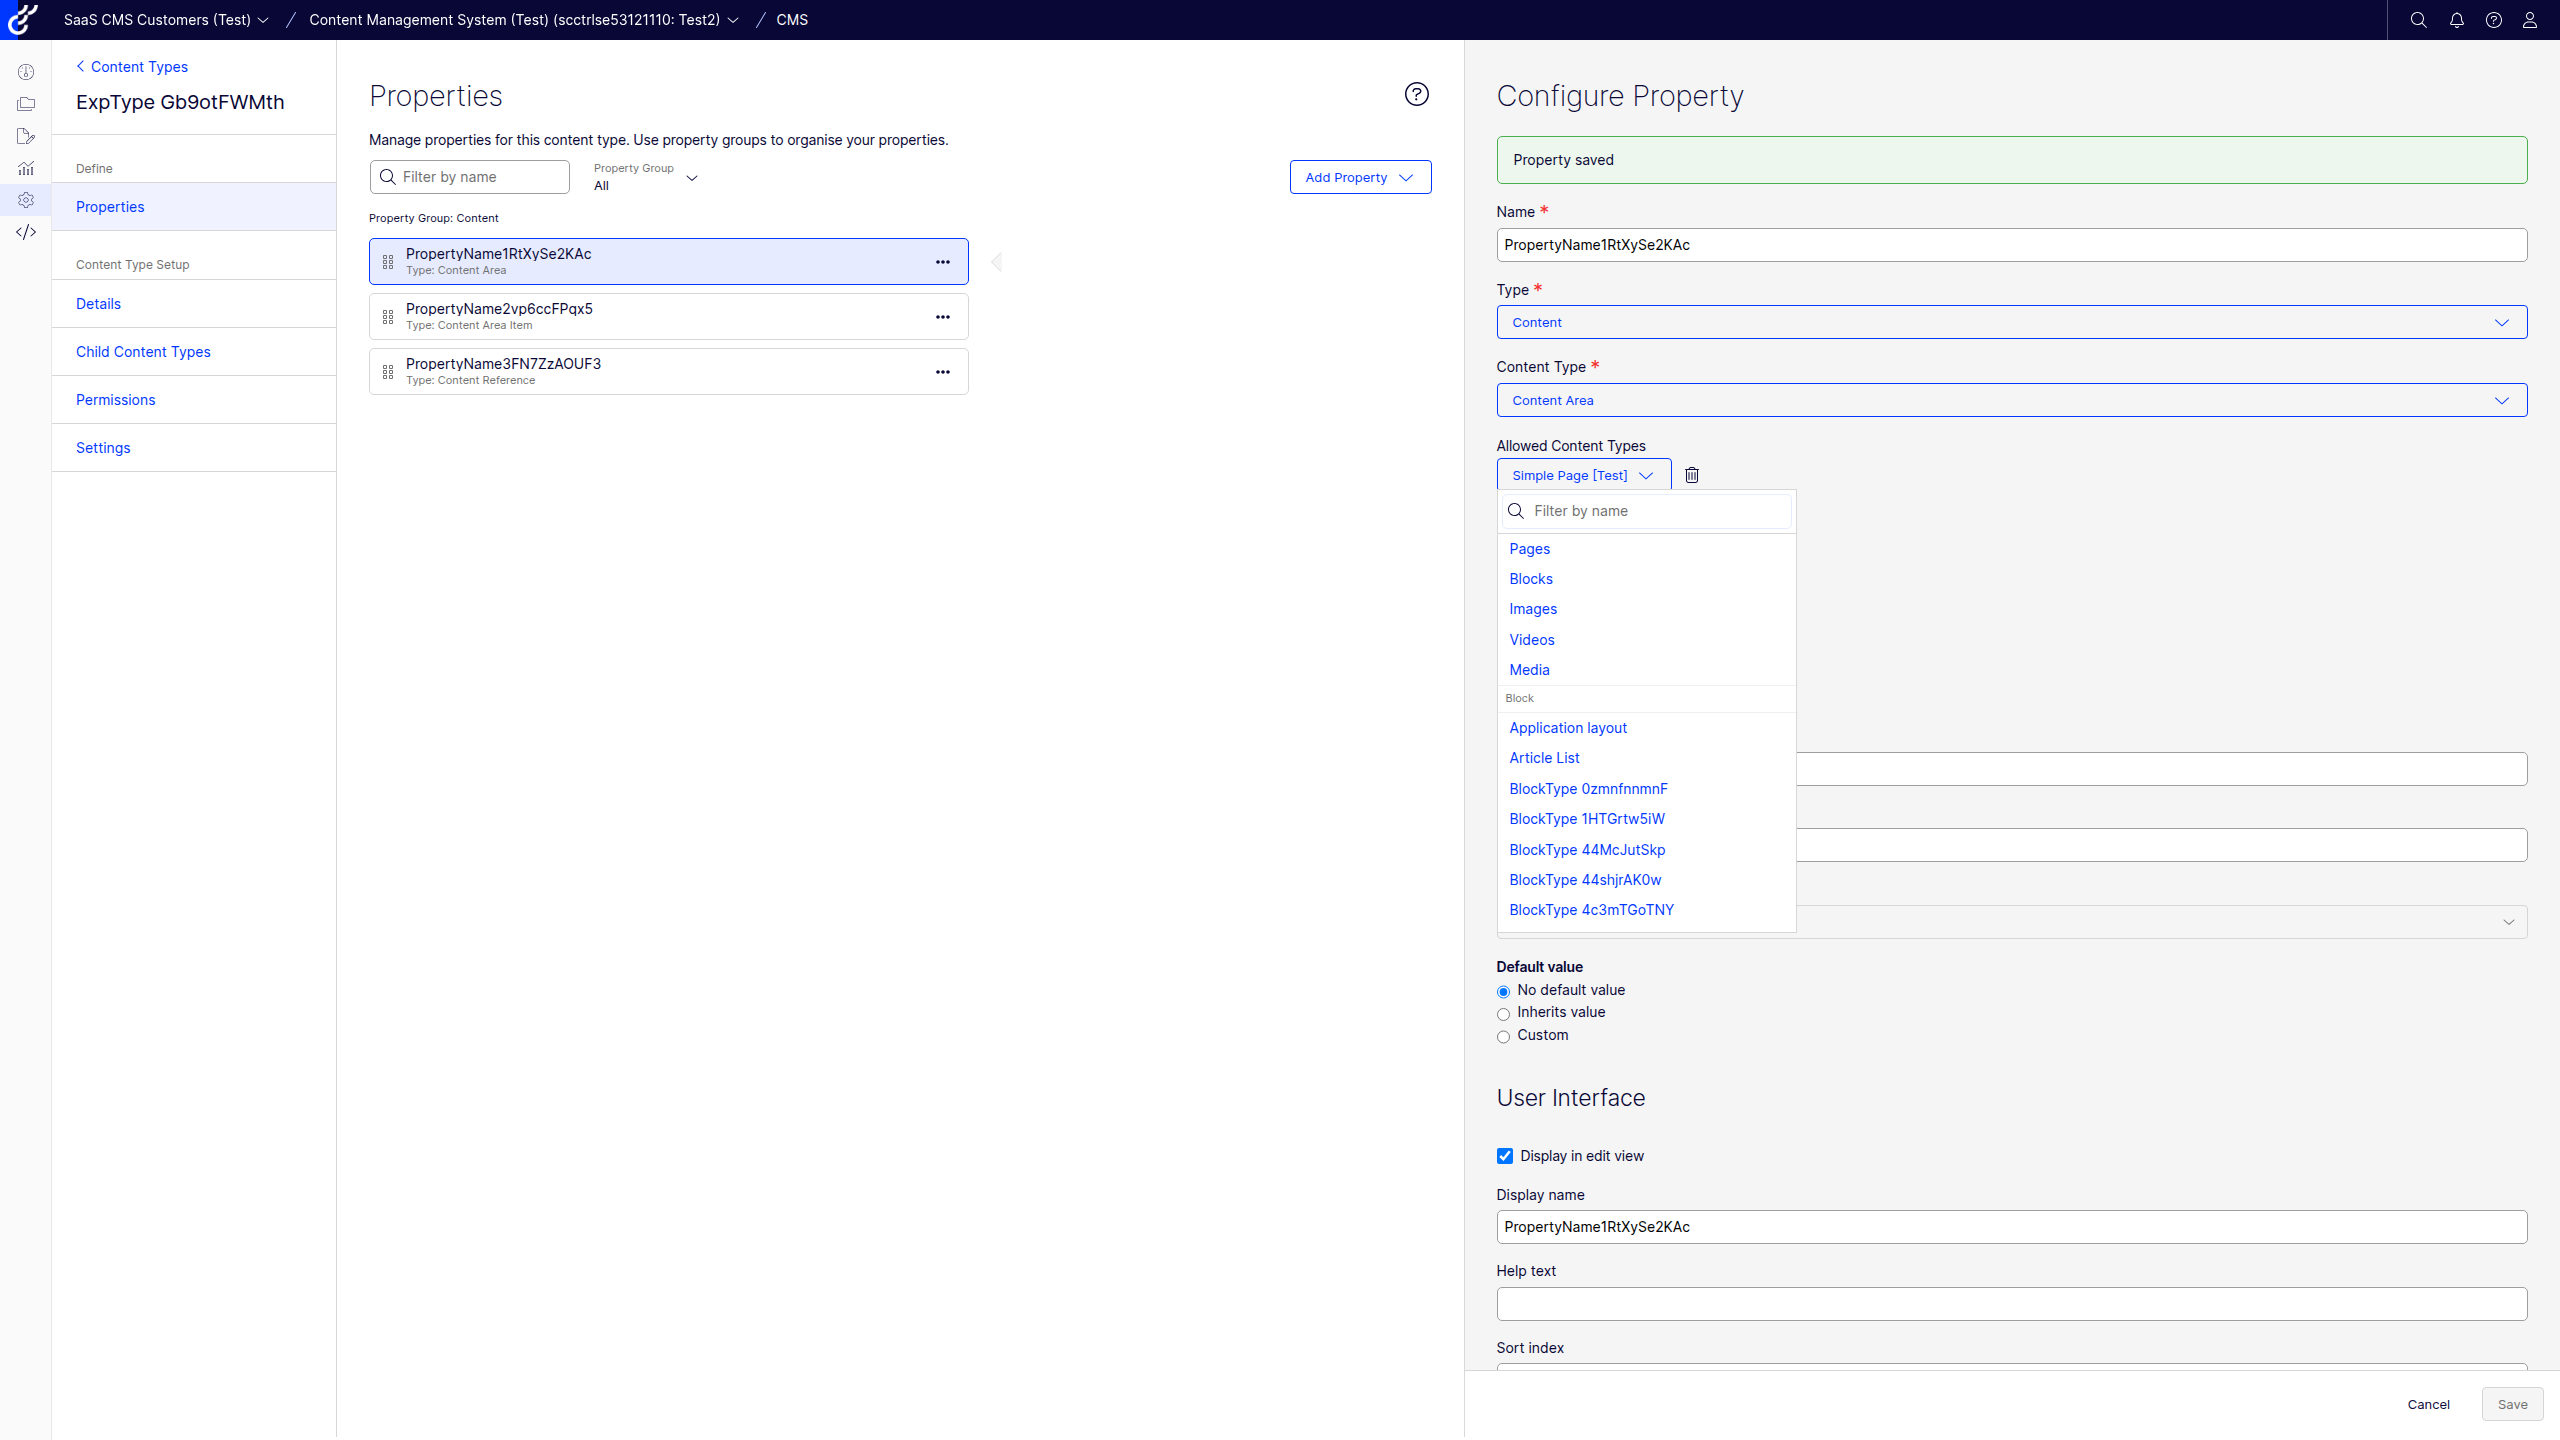 SaaS CMS Customers (Test) / Content Management System (Test) (scctrlse53121110: Test2) / CMS
Content Types
ExpType Gb9otFWMth
Define
Properties
Content Type Setup
Details
Child Content Types
Permissions
Settings
Properties
Manage properties for this content type. Use property groups to organise your properties.
Filter by name
Property Group
All
Add Property
Property Group: Content
PropertyName1RtXySe2KAc
Type: Content Area
PropertyName2vp6ccFPqx5
Type: Content Area Item
PropertyName3FN7ZzAOUF3
Type: Content Reference
Configure Property
Property saved
Name *
PropertyName1RtXySe2KAc
Type *
Content
Content Type *
Content Area
Allowed Content Types
Simple Page [Test]
Filter by name
Pages
Blocks
Images
Videos
Media
Block
Application layout
Article List
BlockType 0zmnfnnmnF
BlockType 1HTGrtw5iW
BlockType 44McJutSkp
BlockType 44shjrAK0w
BlockType 4c3mTGoTNY
Default value
No default value
Inherits value
Custom
User Interface
Display in edit view
Display name
PropertyName1RtXySe2KAc
Help text
Sort index
Cancel
Save